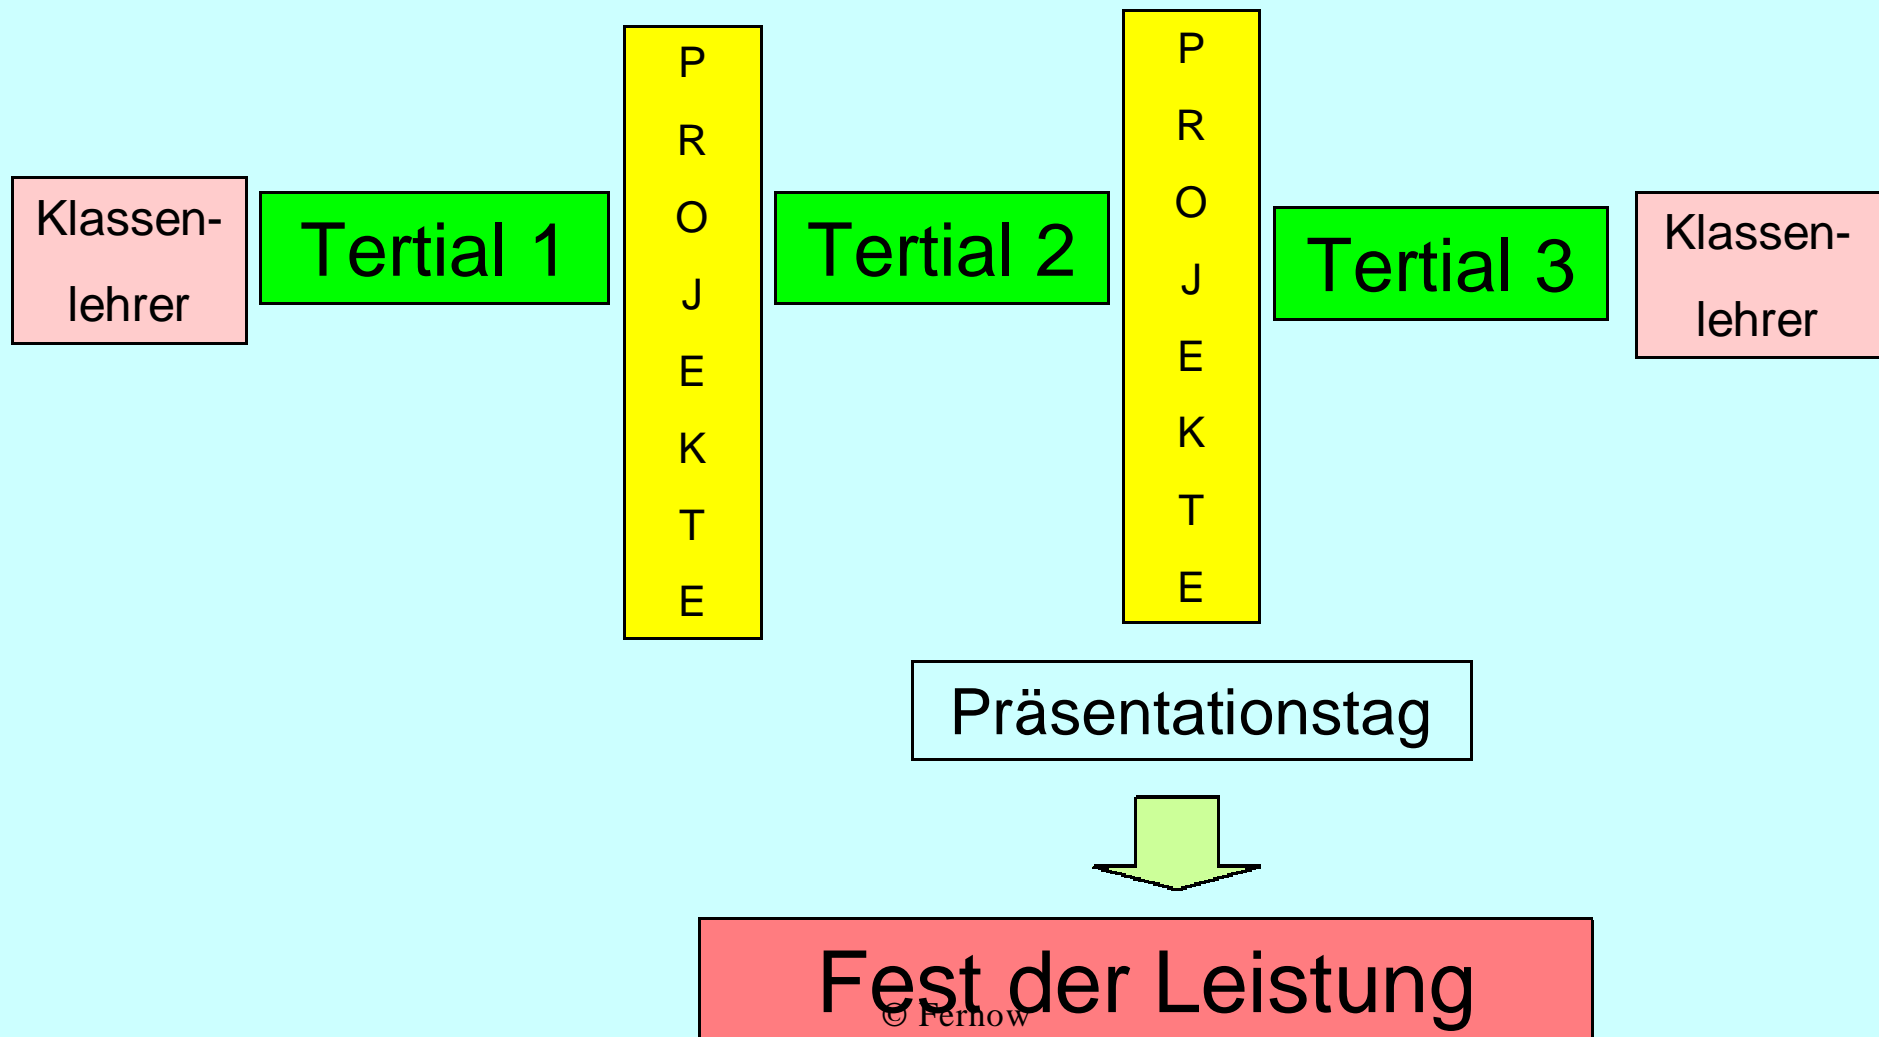 Klassen-
lehrer
Tertial 1
P
R
O
J
E
K
T
E
Tertial 2
P
R
O
J
E
K
T
E
Tertial 3
Klassen-
lehrer
Präsentationstag
Fest der Leistung
© Fernow